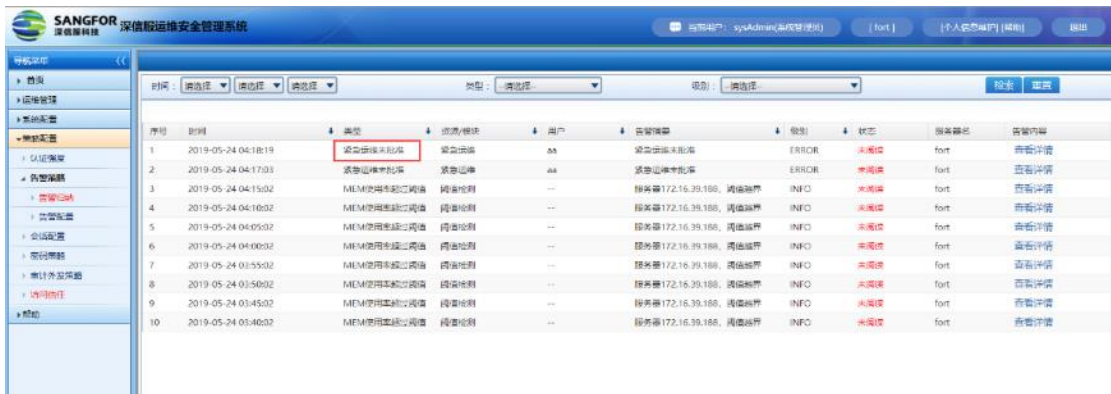 SANGFOR 深信服科技 深信服运维安全管理系统
当前用户：sysAdmin(系统管理员) [fort] [个人信息维护] [帮助] 退出
导航菜单
首页
运维管理
系统配置
策略配置
认证强度
告警策略
告警归纳
告警配置
会话配置
密码策略
审计外发策略
访问信任
帮助
时间：请选择 请选择 请选择 类型：--请选择-- 级别：--请选择-- 检索 重置
序号 时间 类型 资源/模块 用户 告警摘要 级别 状态 服务器名 告警内容
1 2019-05-24 04:18:19 紧急运维未批准 紧急运维 aa 紧急运维未批准 ERROR 未阅读 fort 查看详情
2 2019-05-24 04:17:03 紧急运维未批准 紧急运维 aa 紧急运维未批准 ERROR 未阅读 fort 查看详情
3 2019-05-24 04:15:02 MEM使用率超过阈值 阈值检测 -- 服务器172.16.39.188，阈值越界 INFO 未阅读 fort 查看详情
4 2019-05-24 04:10:02 MEM使用率超过阈值 阈值检测 -- 服务器172.16.39.188，阈值越界 INFO 未阅读 fort 查看详情
5 2019-05-24 04:05:02 MEM使用率超过阈值 阈值检测 -- 服务器172.16.39.188，阈值越界 INFO 未阅读 fort 查看详情
6 2019-05-24 04:00:02 MEM使用率超过阈值 阈值检测 -- 服务器172.16.39.188，阈值越界 INFO 未阅读 fort 查看详情
7 2019-05-24 03:55:02 MEM使用率超过阈值 阈值检测 -- 服务器172.16.39.188，阈值越界 INFO 未阅读 fort 查看详情
8 2019-05-24 03:50:02 MEM使用率超过阈值 阈值检测 -- 服务器172.16.39.188，阈值越界 INFO 未阅读 fort 查看详情
9 2019-05-24 03:45:02 MEM使用率超过阈值 阈值检测 -- 服务器172.16.39.188，阈值越界 INFO 未阅读 fort 查看详情
10 2019-05-24 03:40:02 MEM使用率超过阈值 阈值检测 -- 服务器172.16.39.188，阈值越界 INFO 未阅读 fort 查看详情